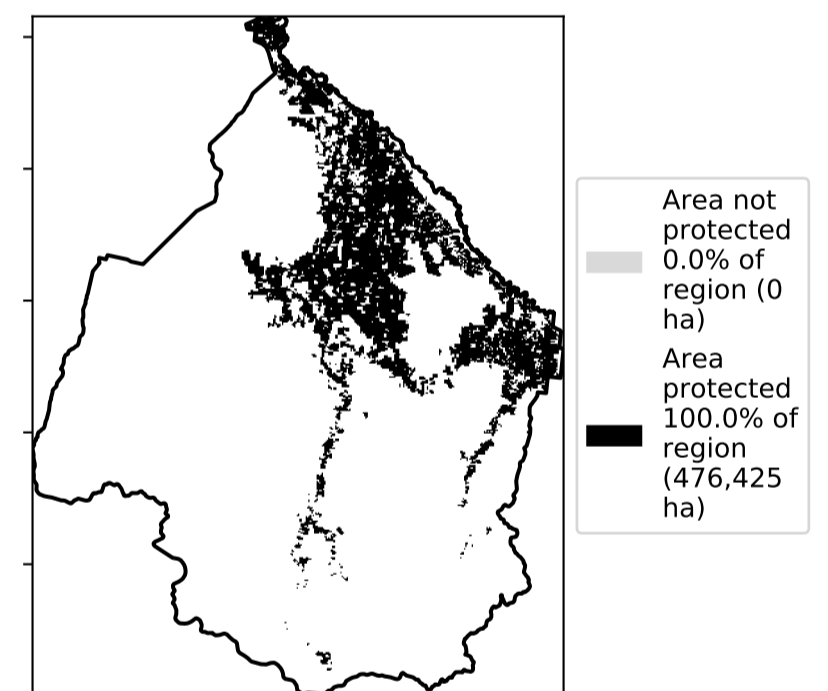 Area not
protected
0.0% of
region (0
ha)
Area
protected
100.0% of
region
(476,425
ha)